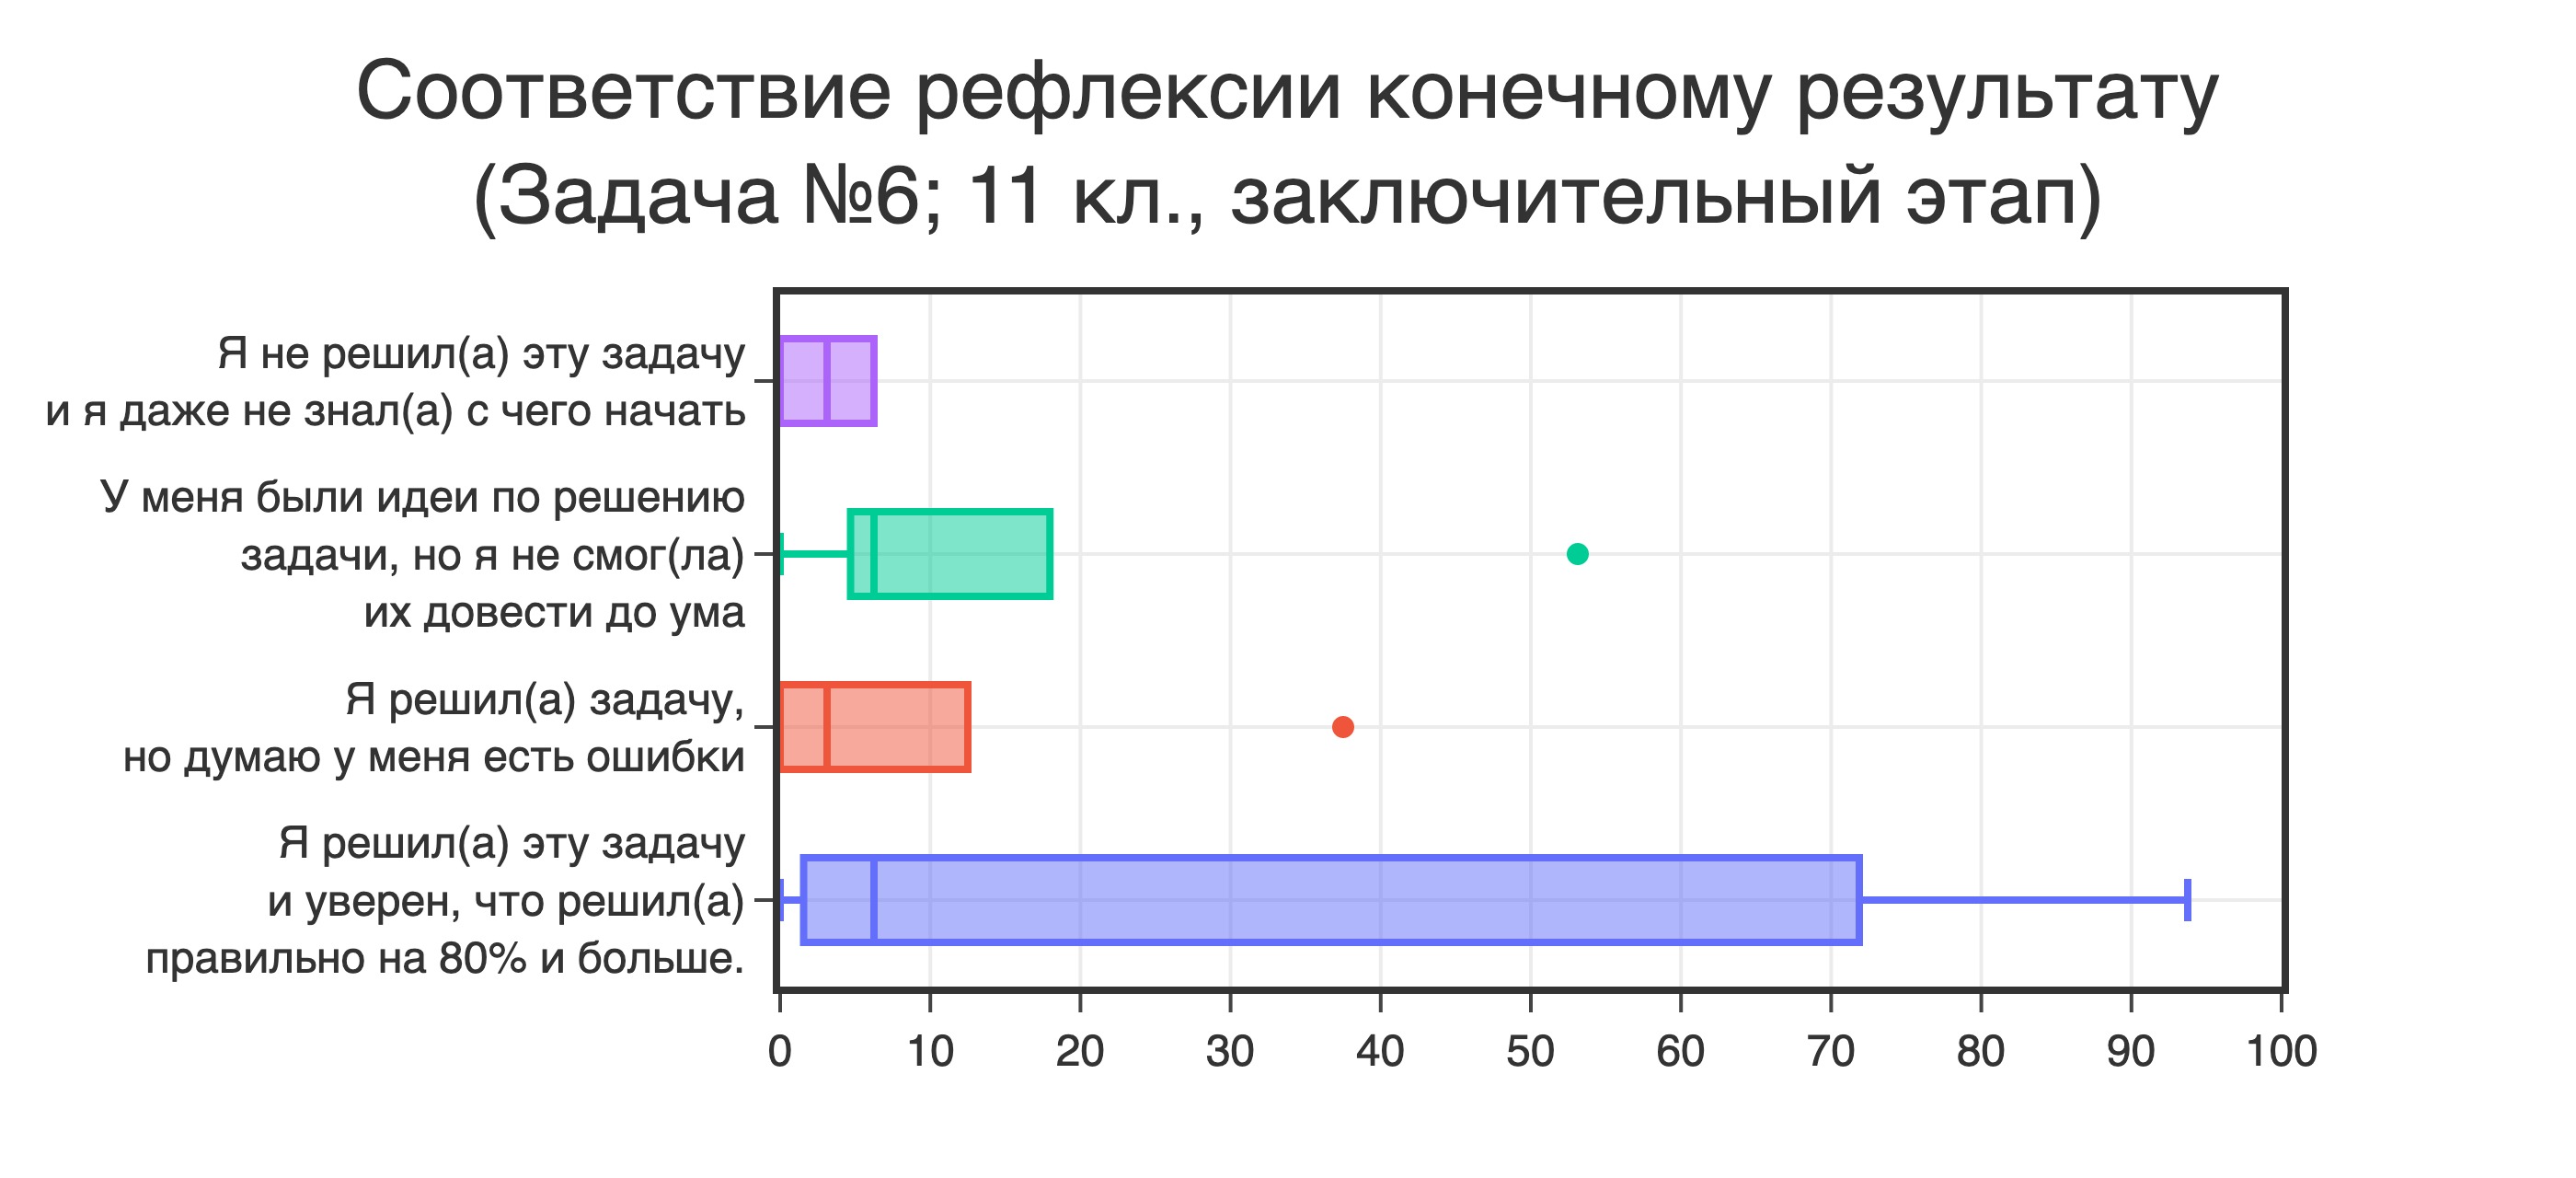 Соответствие рефлексии конечному результату
(Задача №6; 11 кл., заключительный этап)
Я не решил(а) эту задачу
и я даже не знал(а) с чего начать
У меня были идеи по решению
задачи, но я не смог(ла)
их довести до ума
Я решил(а) задачу,
но думаю у меня есть ошибки
Я решил(а) эту задачу
и уверен, что решил(а)
правильно на 80% и больше.
0 10 20 30 40 50 60 70 80 90 100